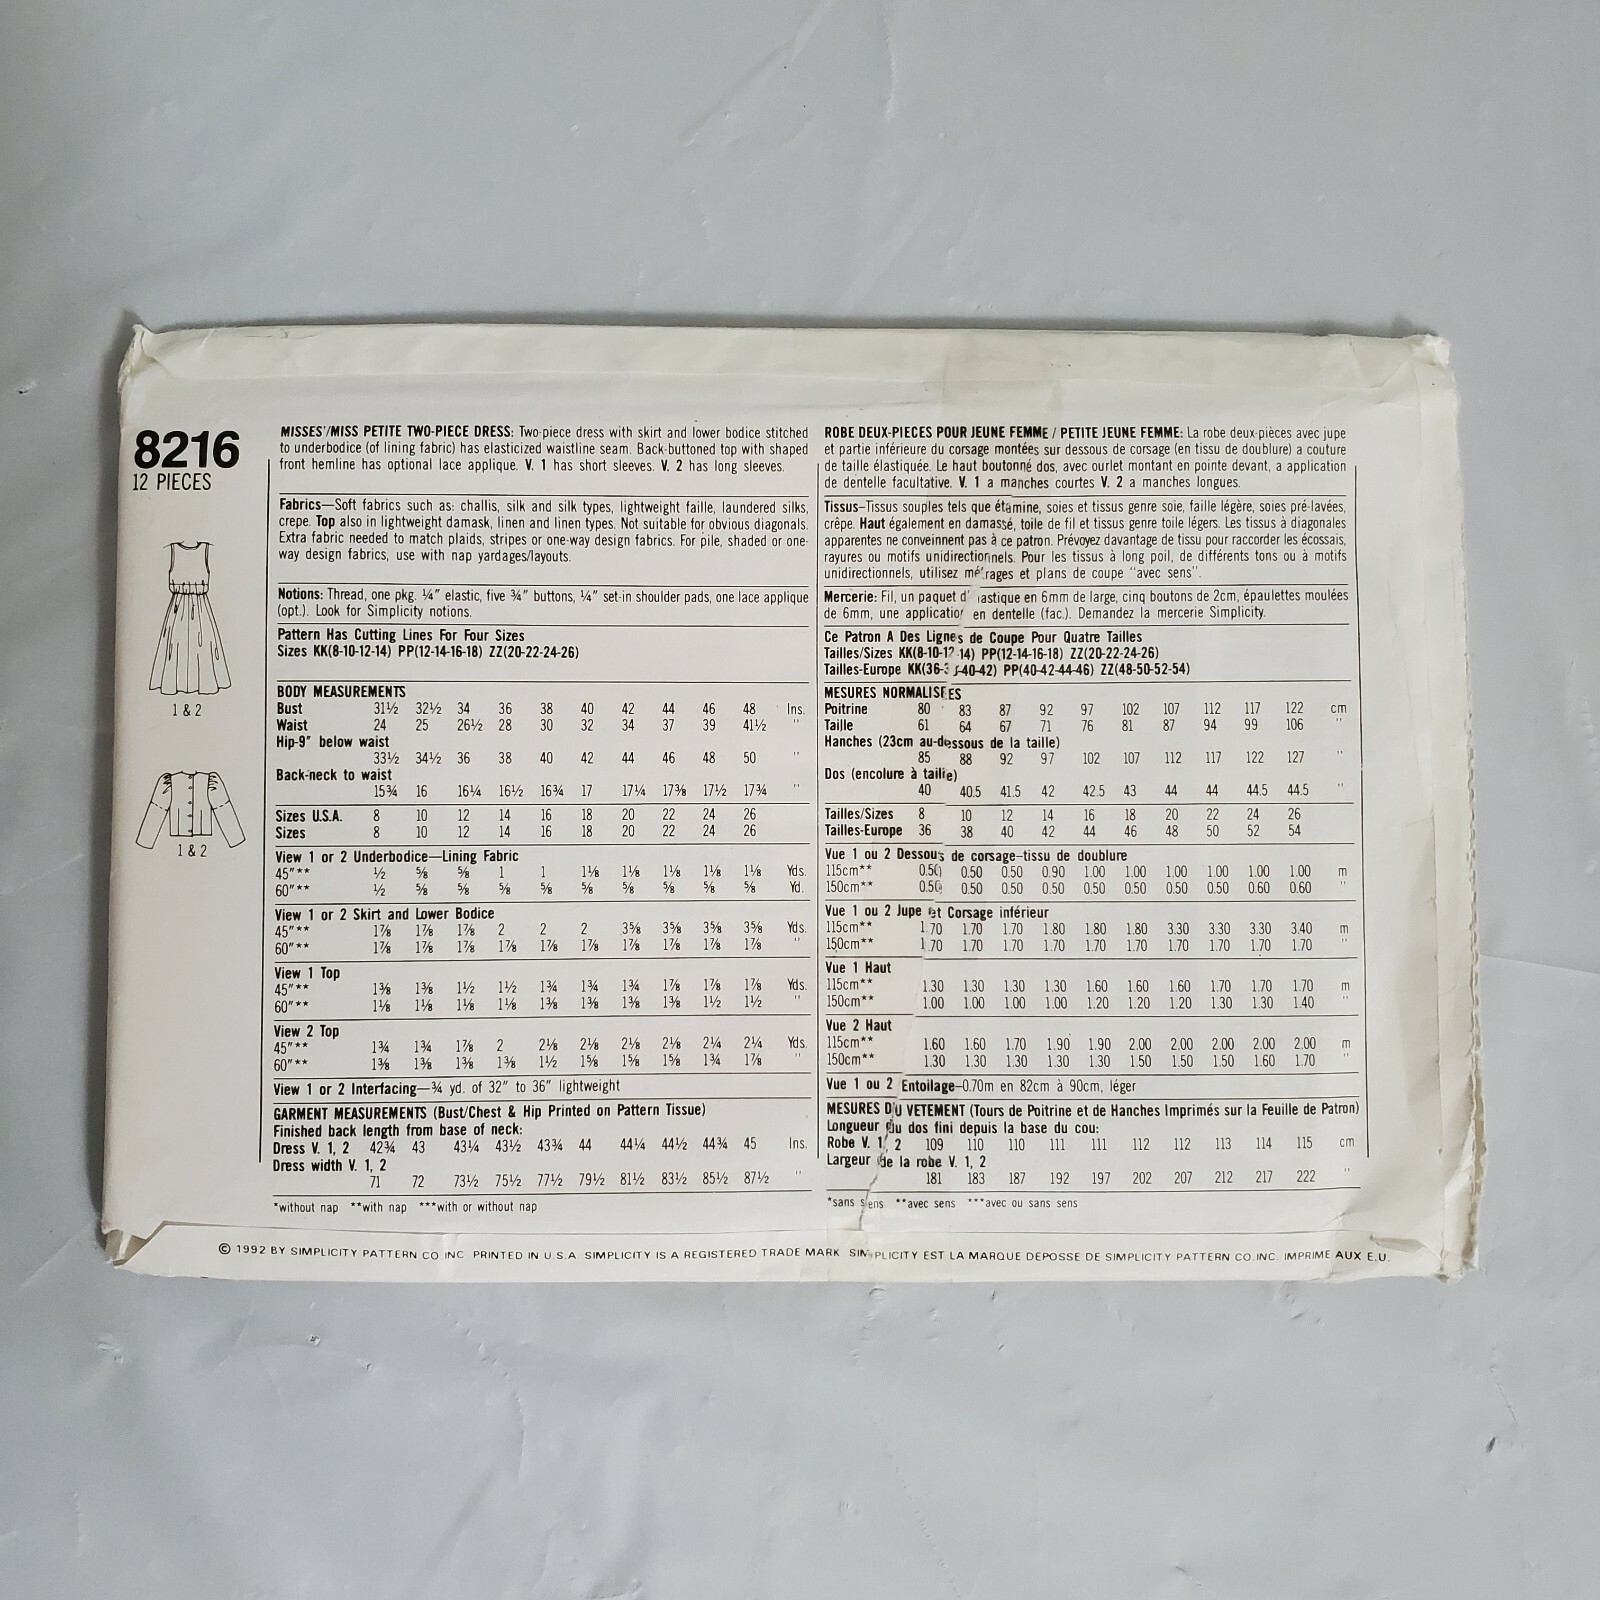 8216
12 PIECES
1 & 2
1 & 2
MISSES'/MISS PETITE TWO-PIECE DRESS: Two-piece dress with skirt and lower bodice stitched
to underbodice (of lining fabric) has elasticized waistline seam. Back-buttoned top with shaped
front hemline has optional lace applique. V. 1 has short sleeves. V. 2 has long sleeves.
Fabrics—Soft fabrics such as: challis, silk and silk types, lightweight faille, laundered silks,
crepe. Top also in lightweight damask, linen and linen types. Not suitable for obvious diagonals.
Extra fabric needed to match plaids, stripes or one-way design fabrics. For pile, shaded or one-
way design fabrics, use with nap yardages/layouts.
Notions: Thread, one pkg. ¼" elastic, five ¾" buttons, ¼" set-in shoulder pads, one lace applique
(opt.). Look for Simplicity notions.
Pattern Has Cutting Lines For Four Sizes
Sizes KK(8-10-12-14) PP(12-14-16-18) ZZ(20-22-24-26)
BODY MEASUREMENTS
Bust 31½ 32½ 34 36 38 40 42 44 46 48 Ins.
Waist 24 25 26½ 28 30 32 34 37 39 41½ "
Hip-9" below waist
33½ 34½ 36 38 40 42 44 46 48 50 "
Back-neck to waist
15¾ 16 16¼ 16½ 16¾ 17 17¼ 17⅜ 17½ 17¾ "
Sizes U.S.A. 8 10 12 14 16 18 20 22 24 26
Sizes 8 10 12 14 16 18 20 22 24 26
View 1 or 2 Underbodice—Lining Fabric
45"** ½ ⅝ ⅝ 1 1 1⅛ 1⅛ 1⅛ 1⅛ 1⅛ Yds.
60"** ½ ⅝ ⅝ ⅝ ⅝ ⅝ ⅝ ⅝ ⅝ ⅝ Yd.
View 1 or 2 Skirt and Lower Bodice
45"** 1⅞ 1⅞ 1⅞ 2 2 2 3⅝ 3⅝ 3⅝ 3⅝ Yds.
60"** 1⅞ 1⅞ 1⅞ 1⅞ 1⅞ 1⅞ 1⅞ 1⅞ 1⅞ 1⅞ "
View 1 Top
45"** 1⅜ 1⅜ 1½ 1½ 1¾ 1¾ 1¾ 1⅞ 1⅞ 1⅞ Yds.
60"** 1⅛ 1⅛ 1⅛ 1⅛ 1⅜ 1⅜ 1⅜ 1⅜ 1½ 1½ "
View 2 Top
45"** 1¾ 1¾ 1⅞ 2 2⅛ 2⅛ 2⅛ 2⅛ 2¼ 2¼ Yds.
60"** 1⅜ 1⅜ 1⅜ 1⅜ 1½ 1⅝ 1⅝ 1⅝ 1¾ 1⅞ "
View 1 or 2 Interfacing—¾ yd. of 32" to 36" lightweight
GARMENT MEASUREMENTS (Bust/Chest & Hip Printed on Pattern Tissue)
Finished back length from base of neck:
Dress V. 1, 2 42¾ 43 43¼ 43½ 43¾ 44 44¼ 44½ 44¾ 45 Ins.
Dress width V. 1, 2
71 72 73½ 75½ 77½ 79½ 81½ 83½ 85½ 87½ "
*without nap **with nap ***with or without nap
ROBE DEUX-PIECES POUR JEUNE FEMME / PETITE JEUNE FEMME: La robe deux-pièces avec jupe
et partie inférieure du corsage montées sur dessous de corsage (en tissu de doublure) a couture
de taille élastiquée. Le haut boutonné dos, avec ourlet montant en pointe devant, a application
de dentelle facultative. V. 1 a manches courtes V. 2 a manches longues.
Tissus—Tissus souples tels que étamine, soies et tissus genre soie, faille légère, soies pré-lavées,
crêpe. Haut également en damassé, toile de fil et tissus genre toile légers. Les tissus à diagonales
apparentes ne conveinnent pas à ce patron. Prévoyez davantage de tissu pour raccorder les écossais,
rayures ou motifs unidirectionnels. Pour les tissus à long poil, de différents tons ou à motifs
unidirectionnels, utilisez métrages et plans de coupe "avec sens".
Mercerie: Fil, un paquet d'élastique en 6mm de large, cinq boutons de 2cm, épaulettes moulées
de 6mm, une application en dentelle (fac.). Demandez la mercerie Simplicity.
Ce Patron A Des Lignes de Coupe Pour Quatre Tailles
Tailles/Sizes KK(8-10-12-14) PP(12-14-16-18) ZZ(20-22-24-26)
Tailles-Europe KK(36-38-40-42) PP(40-42-44-46) ZZ(48-50-52-54)
MESURES NORMALISEES
Poitrine 80 83 87 92 97 102 107 112 117 122 cm
Taille 61 64 67 71 76 81 87 94 99 106 "
Hanches (23cm au-dessous de la taille)
85 88 92 97 102 107 112 117 122 127 "
Dos (encolure à taille)
40 40.5 41.5 42 42.5 43 44 44 44.5 44.5 "
Tailles/Sizes 8 10 12 14 16 18 20 22 24 26
Tailles-Europe 36 38 40 42 44 46 48 50 52 54
Vue 1 ou 2 Dessous de corsage-tissu de doublure
115cm** 0.50 0.50 0.50 0.90 1.00 1.00 1.00 1.00 1.00 1.00 m
150cm** 0.50 0.50 0.50 0.50 0.50 0.50 0.50 0.50 0.60 0.60 "
Vue 1 ou 2 Jupe et Corsage inférieur
115cm** 1.70 1.70 1.70 1.80 1.80 1.80 3.30 3.30 3.30 3.40 m
150cm** 1.70 1.70 1.70 1.70 1.70 1.70 1.70 1.70 1.70 1.70 "
Vue 1 Haut
115cm** 1.30 1.30 1.30 1.30 1.60 1.60 1.60 1.70 1.70 1.70 m
150cm** 1.00 1.00 1.00 1.00 1.20 1.20 1.20 1.30 1.30 1.40 "
Vue 2 Haut
115cm** 1.60 1.60 1.70 1.90 1.90 2.00 2.00 2.00 2.00 2.00 m
150cm** 1.30 1.30 1.30 1.30 1.30 1.50 1.50 1.50 1.60 1.70 "
Vue 1 ou 2 Entoilage—0.70m en 82cm à 90cm, léger
MESURES DU VETEMENT (Tours de Poitrine et de Hanches Imprimés sur la Feuille de Patron)
Longueur du dos fini depuis la base du cou:
Robe V. 1, 2 109 110 110 111 111 112 112 113 114 115 cm
Largeur de la robe V. 1, 2
181 183 187 192 197 202 207 212 217 222 "
*sans sens **avec sens ***avec ou sans sens
© 1992 BY SIMPLICITY PATTERN CO INC PRINTED IN U.S.A SIMPLICITY IS A REGISTERED TRADE MARK SIMPLICITY EST LA MARQUE DEPOSSE DE SIMPLICITY PATTERN CO.INC. IMPRIME AUX E.U.